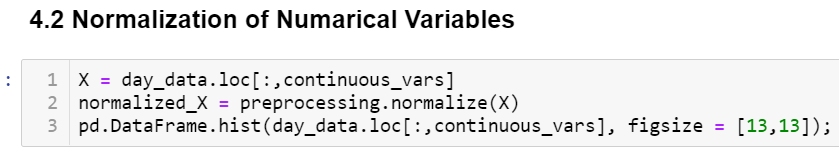 4.2 Normalization of Numerical Variables
: 1 X = day_data.loc[:,continuous_vars]
2 normalized_X = preprocessing.normalize(X)
3 pd.DataFrame.hist(day_data.loc[:,continuous_vars], figsize = [13,13]);